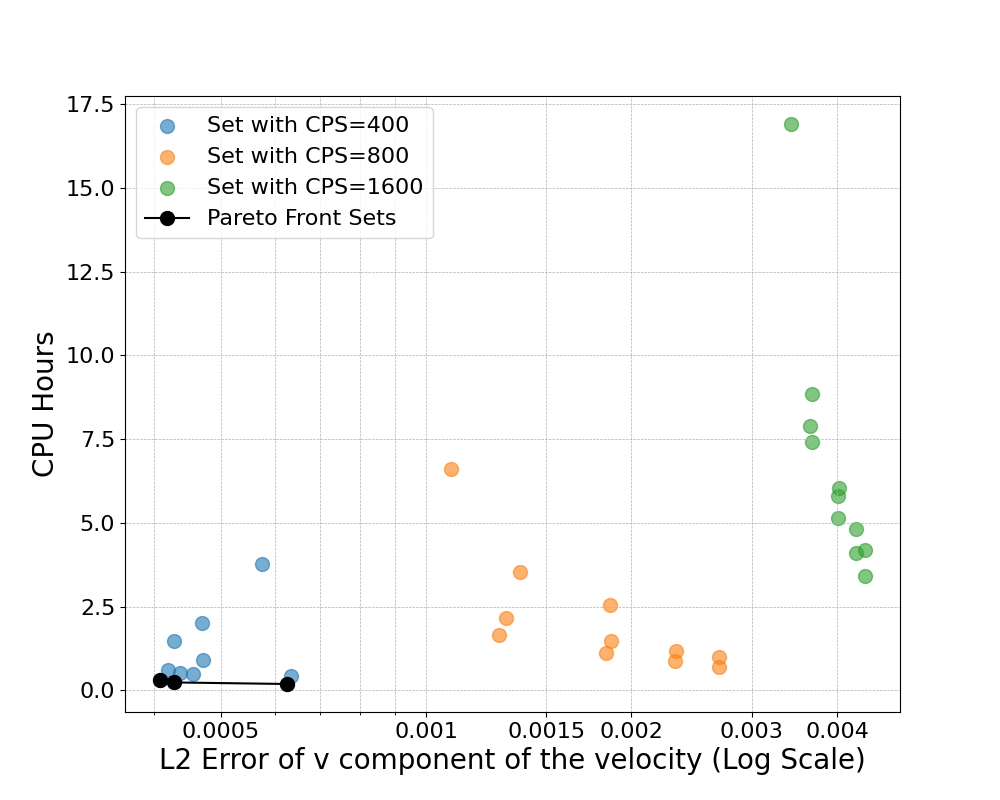 17.5
15.0
12.5
10.0
7.5
5.0
2.5
0.0
CPU Hours
Set with CPS=400
Set with CPS=800
Set with CPS=1600
Pareto Front Sets
0.0005 0.001 0.0015 0.002 0.003 0.004
L2 Error of v component of the velocity (Log Scale)